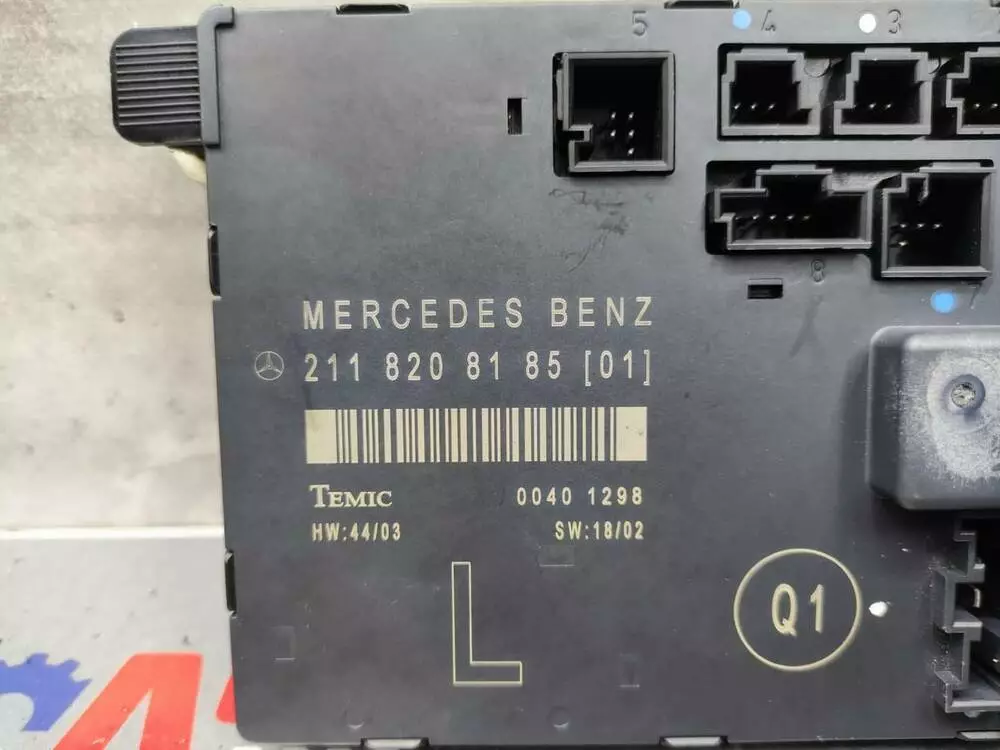 5 4 3
8
MERCEDES BENZ
211 820 81 85 [01]
TEMIC 0040 1298
HW:44/03 SW:18/02
L Q1